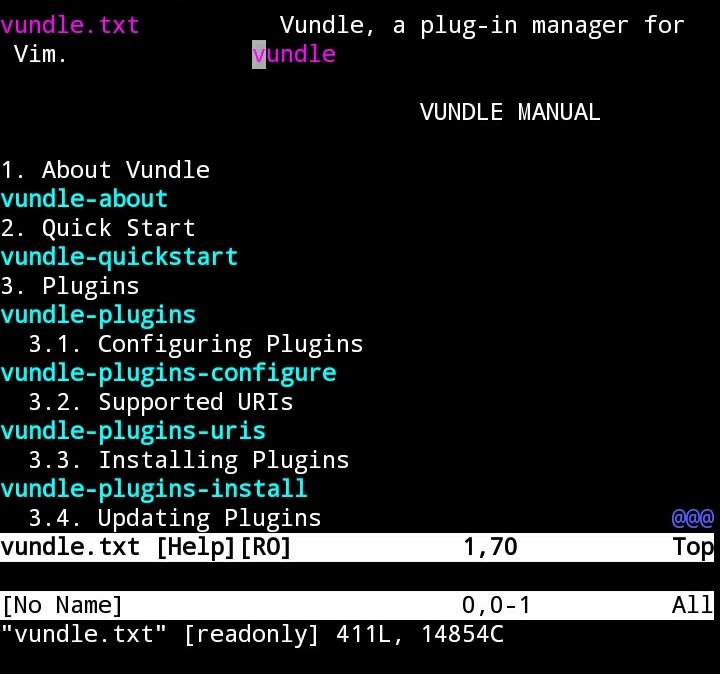 vundle.txt Vundle, a plug-in manager for
Vim. vundle
VUNDLE MANUAL
1. About Vundle
vundle-about
2. Quick Start
vundle-quickstart
3. Plugins
vundle-plugins
3.1. Configuring Plugins
vundle-plugins-configure
3.2. Supported URIs
vundle-plugins-uris
3.3. Installing Plugins
vundle-plugins-install
3.4. Updating Plugins @@@
vundle.txt [Help][RO] 1,70 Top
[No Name] 0,0-1 All
"vundle.txt" [readonly] 411L, 14854C